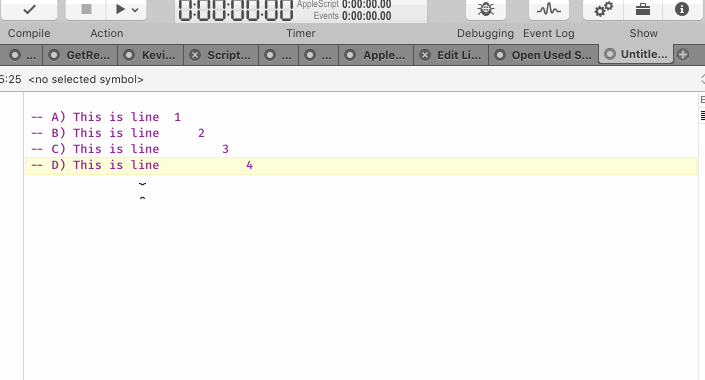 0:00:00:00
AppleScript 0:00:00.00
Events 0:00:00.00
Compile Action Timer Debugging Event Log Show
... GetRe... Kevi... Script... ... ... Apple... Edit Li... Open Used S... Untitle...
5:25 <no selected symbol>
-- A) This is line  1
-- B) This is line     2
-- C) This is line        3
-- D) This is line           4